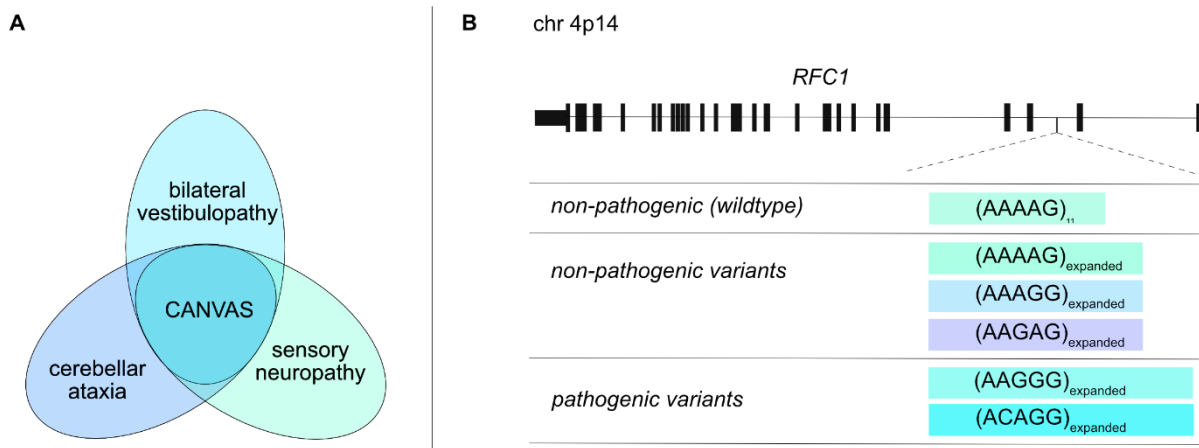 A
bilateral
vestibulopathy
CANVAS
cerebellar
ataxia
sensory
neuropathy
B
chr 4p14
RFC1
non-pathogenic (wildtype)
(AAAAG)11
non-pathogenic variants
(AAAAG)expanded
(AAAGG)expanded
(AAGAG)expanded
pathogenic variants
(AAGGG)expanded
(ACAGG)expanded